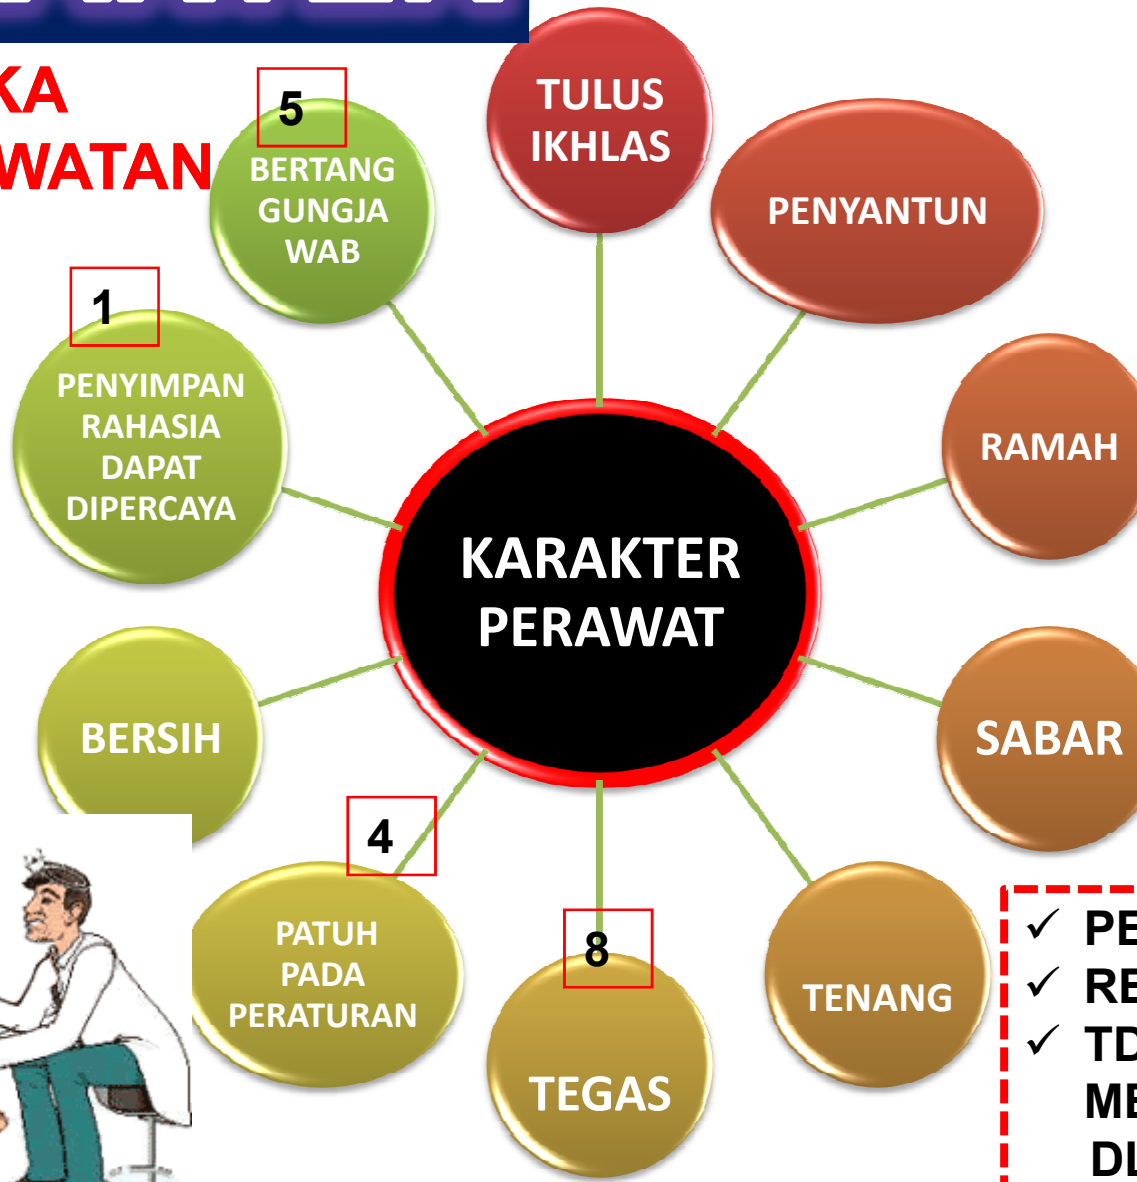 KA
WATAN
5
BERTANG
GUNGJA
WAB
TULUS
IKHLAS
PENYANTUN
1
PENYIMPAN
RAHASIA
DAPAT
DIPERCAYA
RAMAH
KARAKTER
PERAWAT
BERSIH
SABAR
4
PATUH
PADA
PERATURAN
8
TEGAS
TENANG
✓ PE
✓ RE
✓ TD
ME
DL